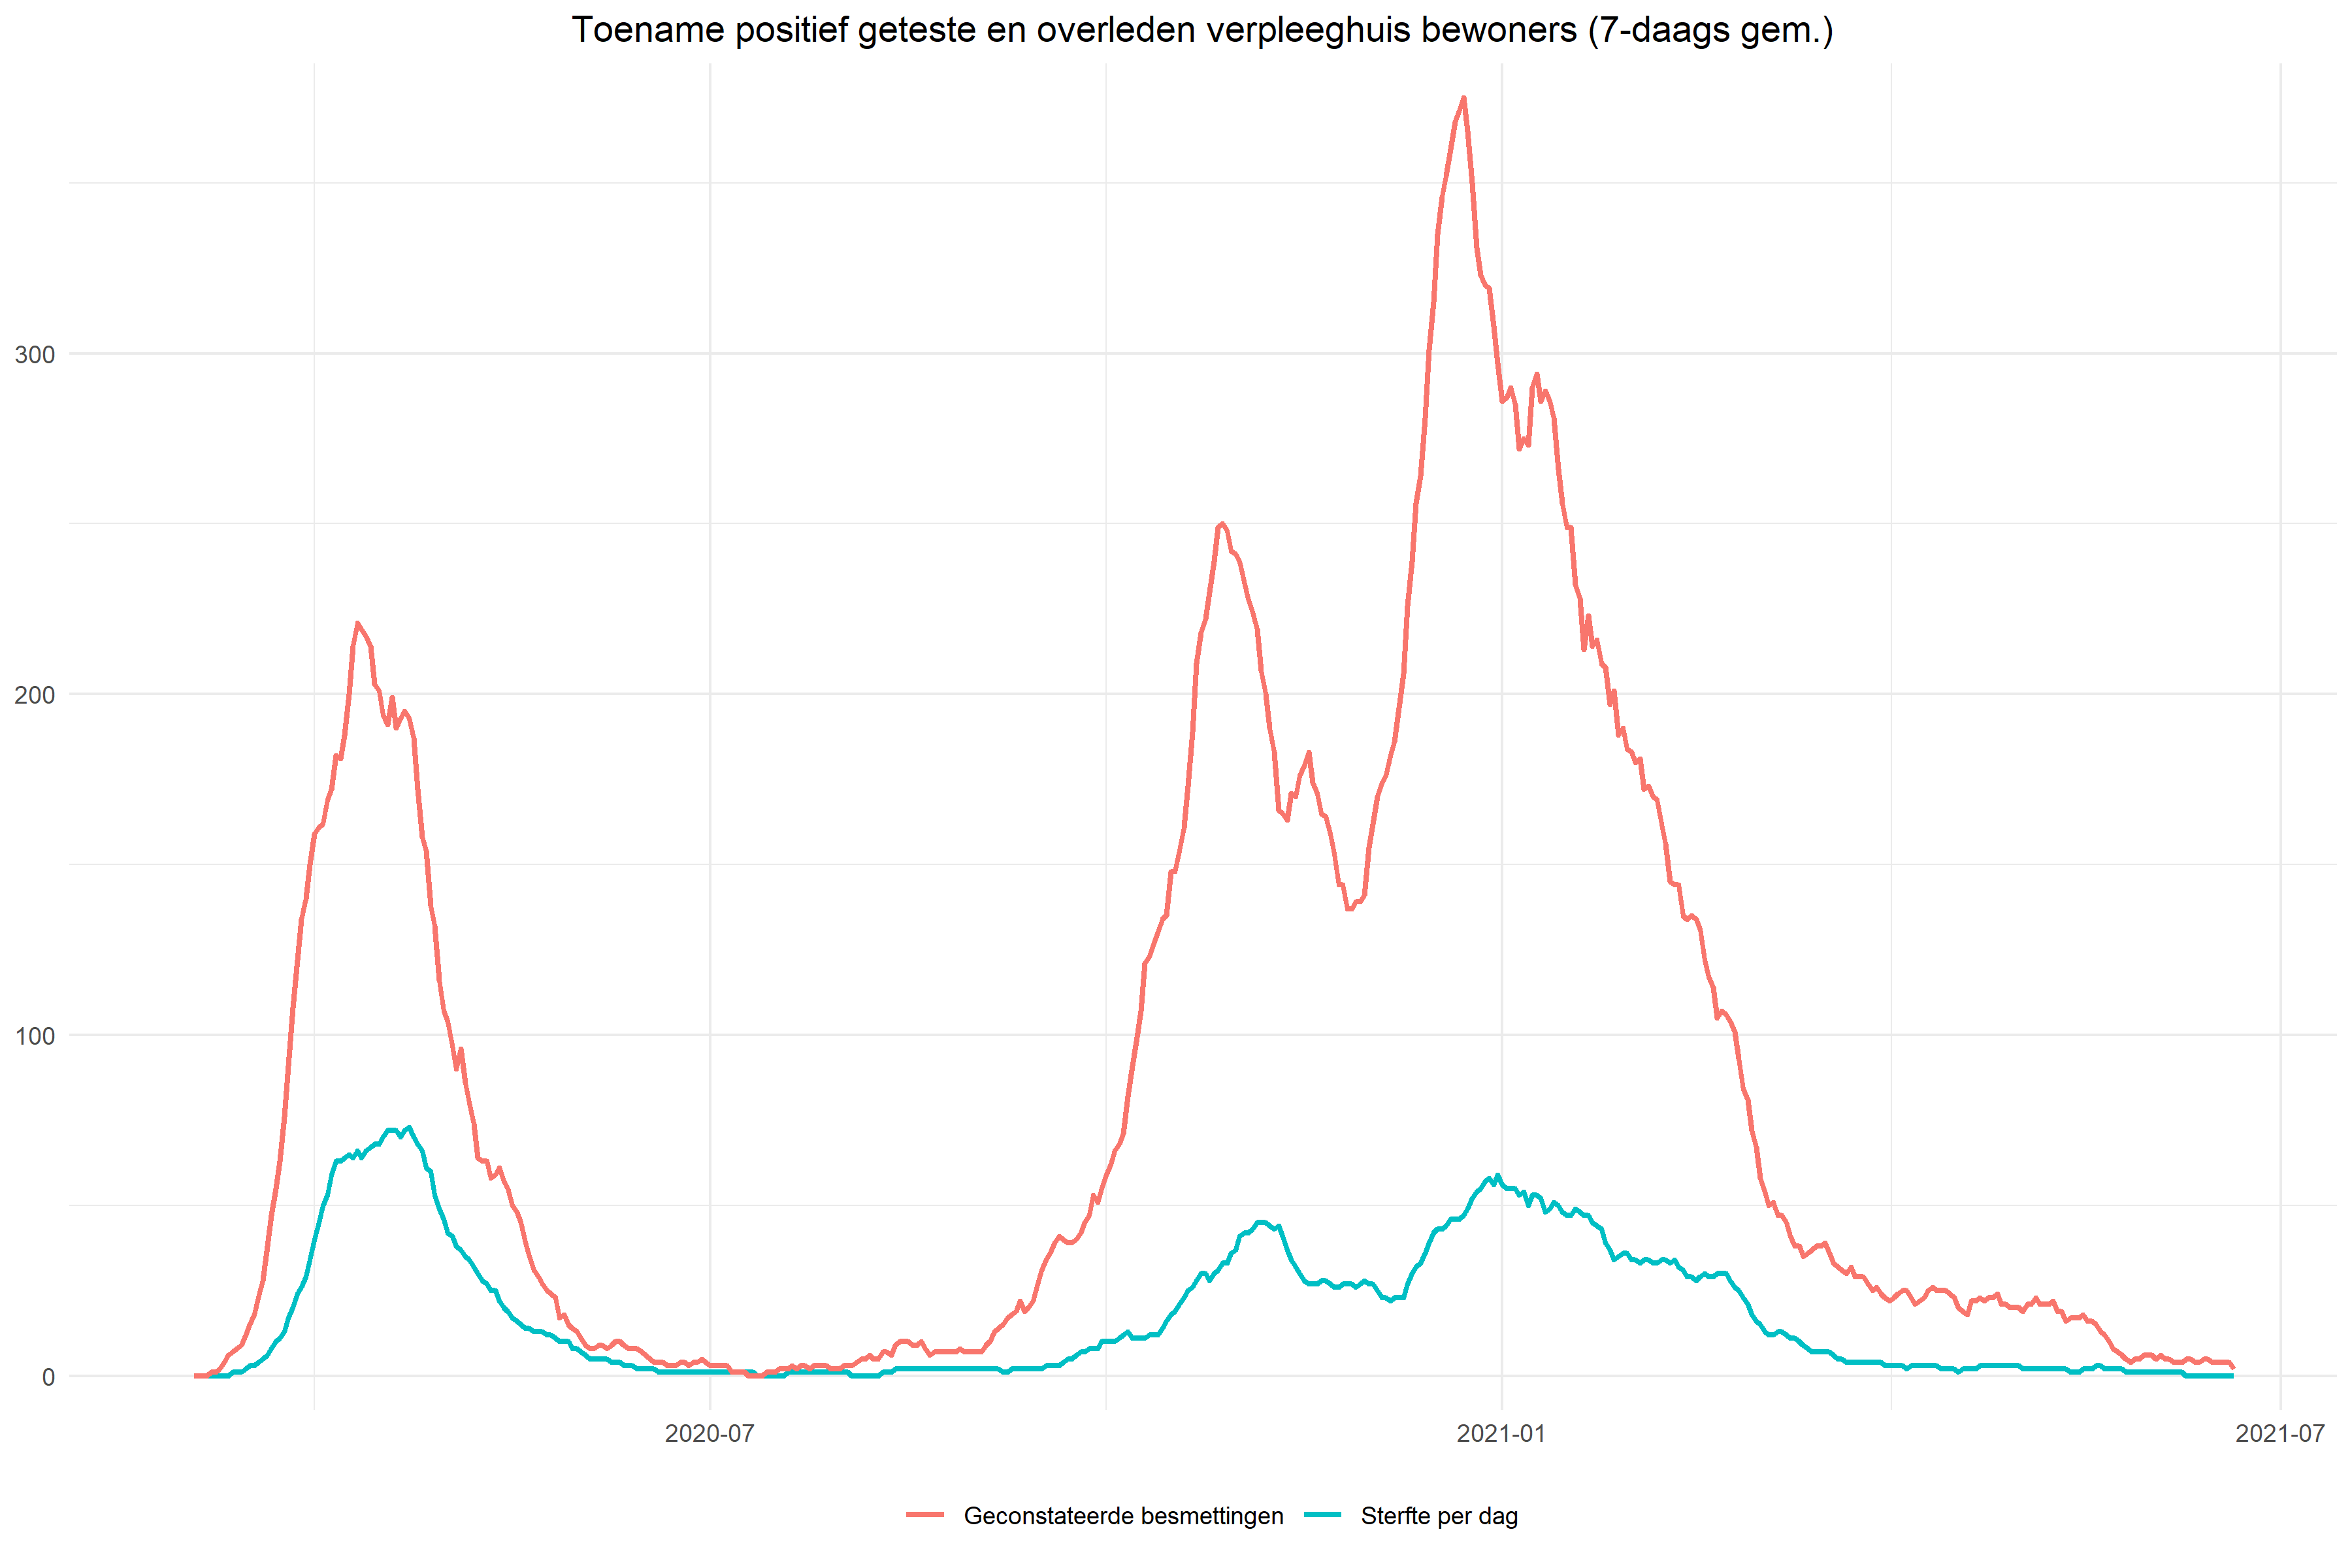 Toename positief geteste en overleden verpleeghuis bewoners (7-daags gem.)
300
200
100
0
2020-07 2021-01 2021-07
Geconstateerde besmettingen Sterfte per dag